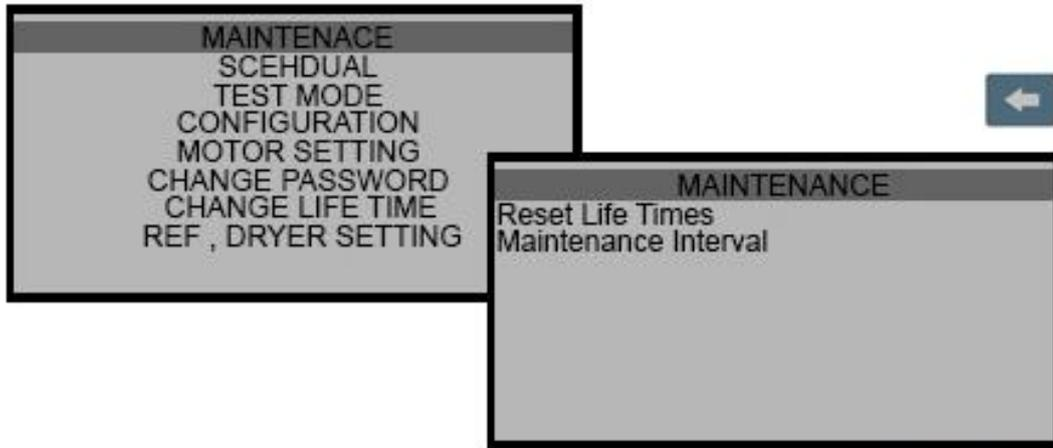 MAINTENACE
SCEHDUAL
TEST MODE
CONFIGURATION
MOTOR SETTING
CHANGE PASSWORD
CHANGE LIFE TIME
REF , DRYER SETTING
MAINTENANCE
Reset Life Times
Maintenance Interval